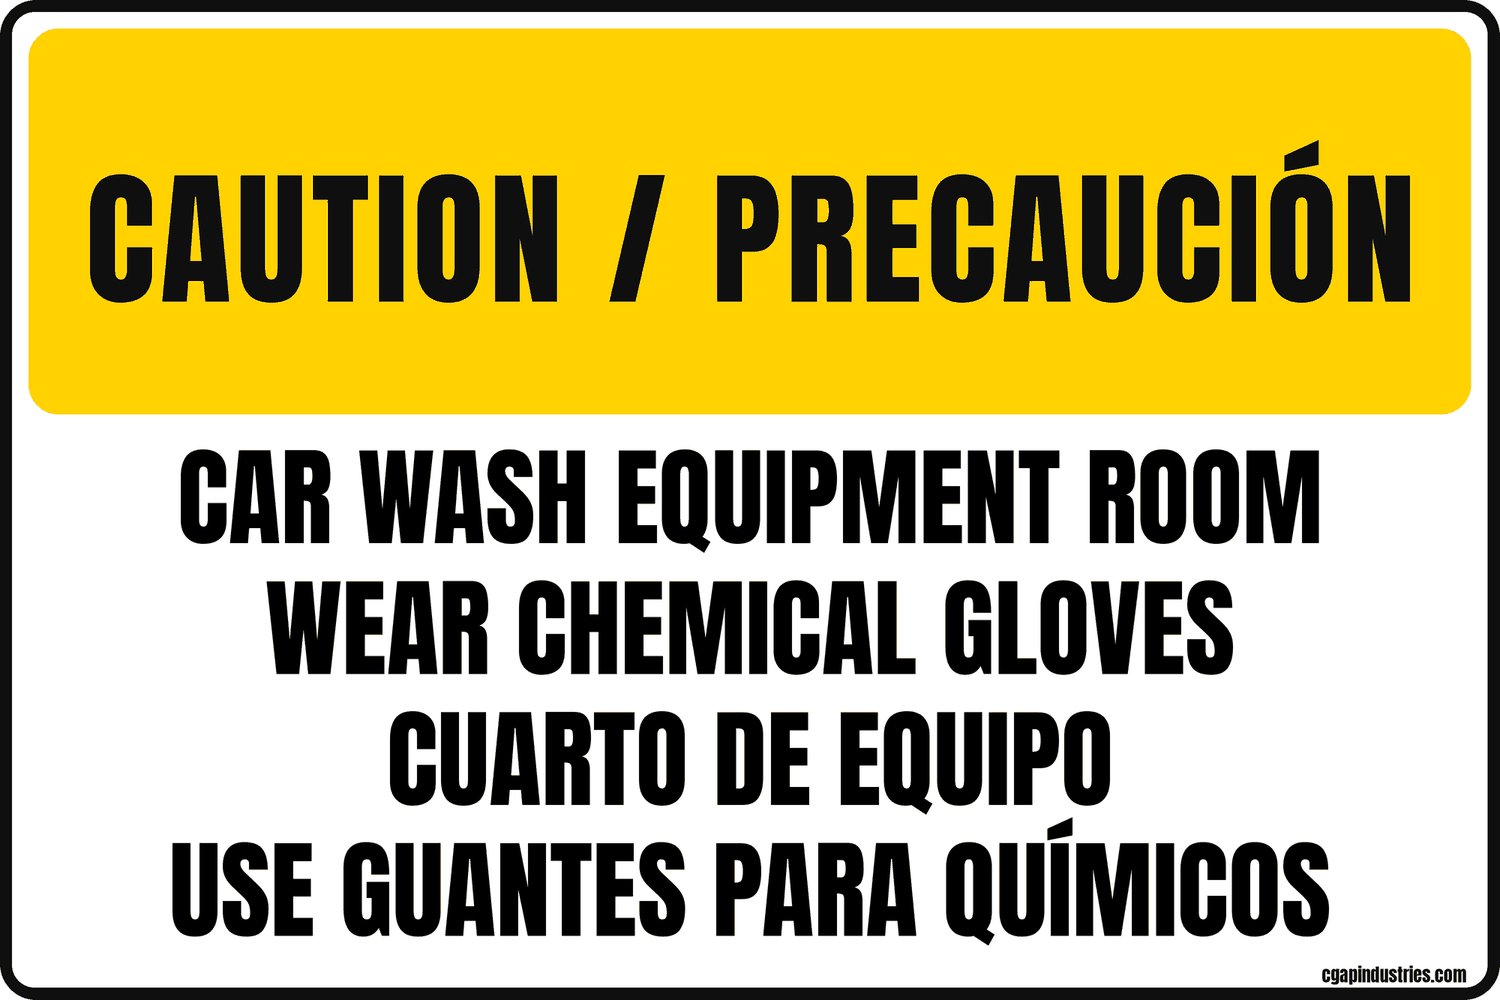 CAUTION / PRECAUCIÓN
CAR WASH EQUIPMENT ROOM
WEAR CHEMICAL GLOVES
CUARTO DE EQUIPO
USE GUANTES PARA QUÍMICOS
cgapindustries.com